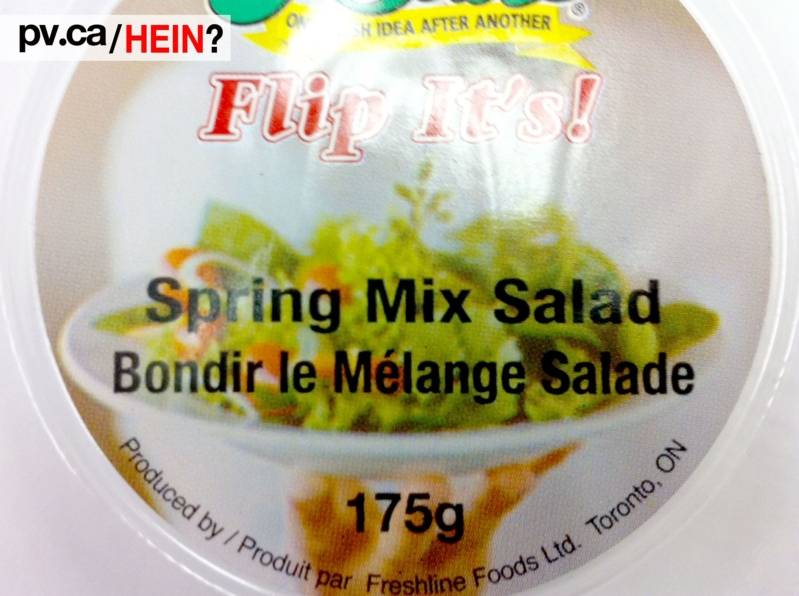 pv.ca/HEIN?
IDEA AFTER ANOTHER
®
Flip It's!
Spring Mix Salad
Bondir le Mélange Salade
175g
Produced by / Produit par Freshline Foods Ltd. Toronto, ON